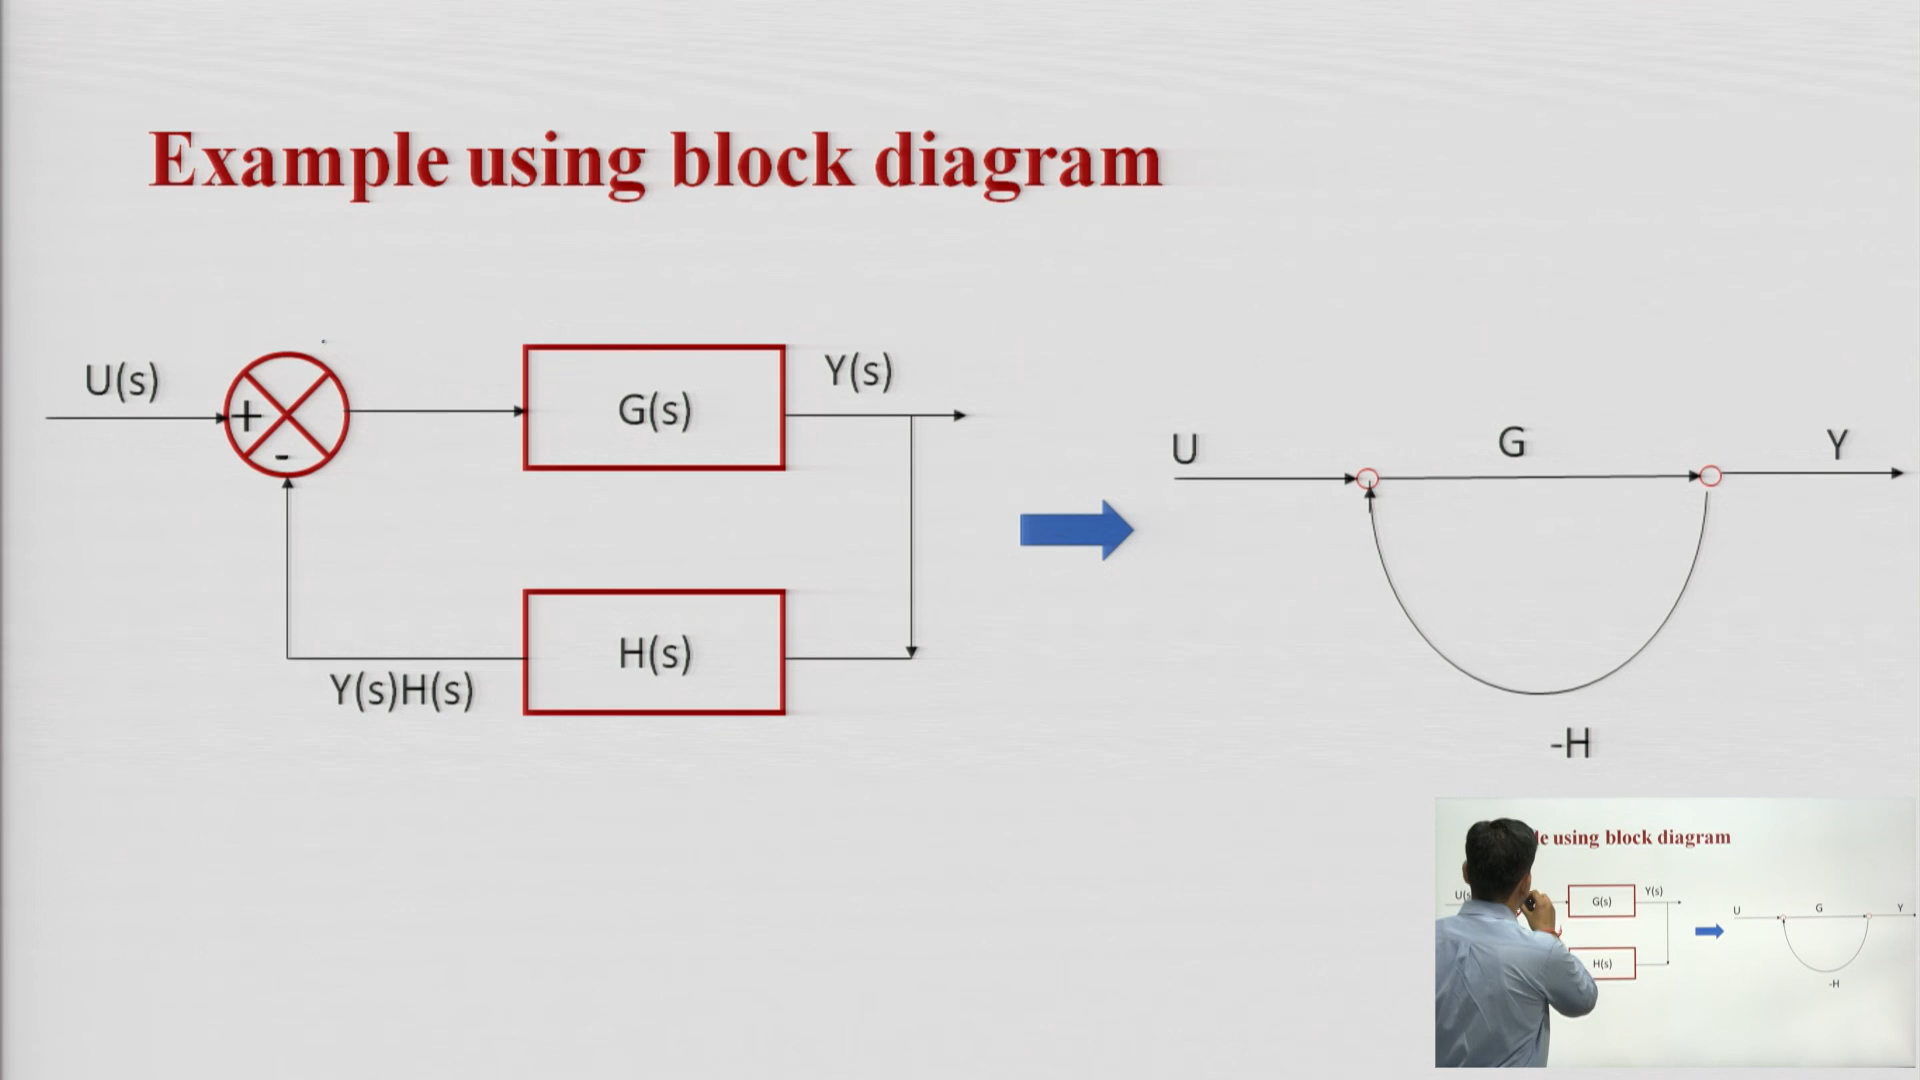 Example using block diagram
U(s)
+
-
G(s)
Y(s)
H(s)
Y(s)H(s)
U
G
Y
-H
le using block diagram
U(s
G(s)
Y(s)
H(s)
U
G
Y
-H